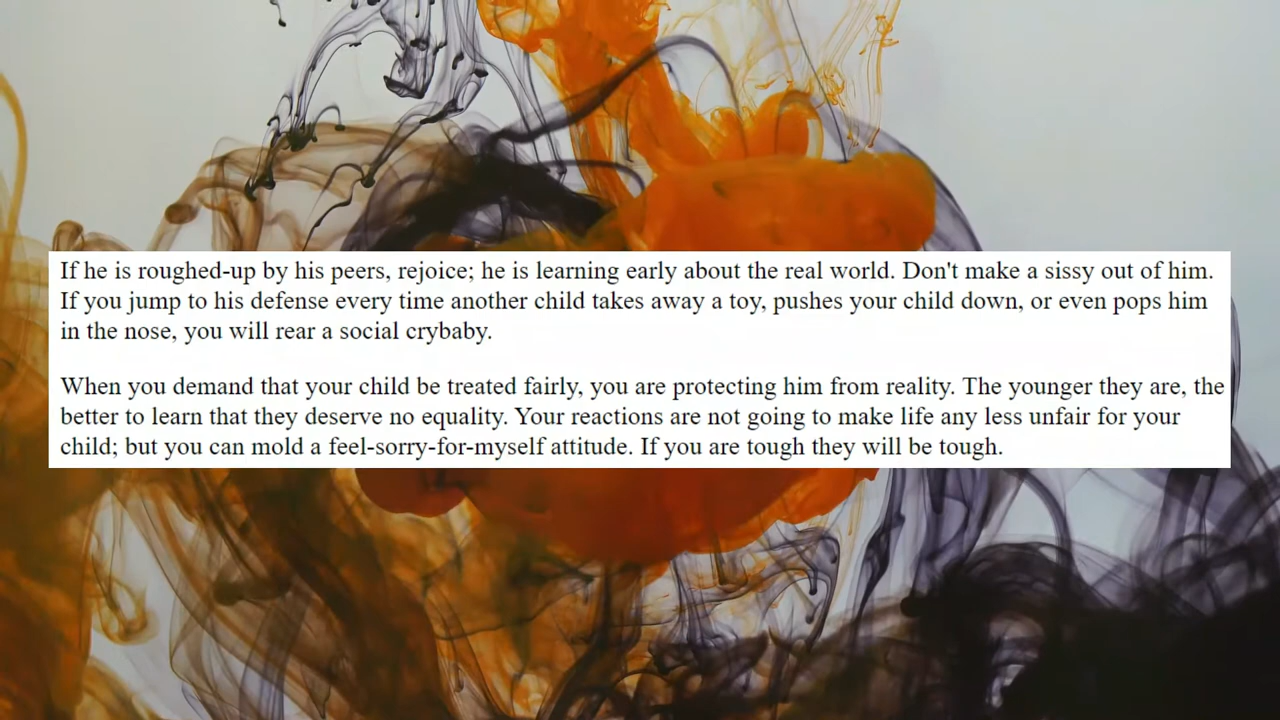 If he is roughed-up by his peers, rejoice; he is learning early about the real world. Don't make a sissy out of him.
If you jump to his defense every time another child takes away a toy, pushes your child down, or even pops him
in the nose, you will rear a social crybaby.
When you demand that your child be treated fairly, you are protecting him from reality. The younger they are, the
better to learn that they deserve no equality. Your reactions are not going to make life any less unfair for your
child; but you can mold a feel-sorry-for-myself attitude. If you are tough they will be tough.